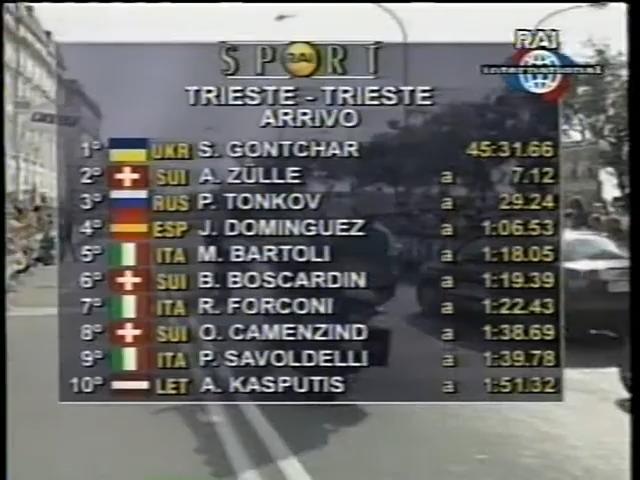 RAI
international
SPORT
RAI
TRIESTE - TRIESTE
ARRIVO
1° UKR S. GONTCHAR 45:31.66
2° SUI A. ZÜLLE a 7.12
3° RUS P. TONKOV a 29.24
4° ESP J. DOMINGUEZ a 1:06.53
5° ITA M. BARTOLI a 1:18.05
6° SUI B. BOSCARDIN a 1:19.39
7° ITA R. FORCONI a 1:22.43
8° SUI O. CAMENZIND a 1:38.69
9° ITA P. SAVOLDELLI a 1:39.78
10° LET A. KASPUTIS a 1:51.32